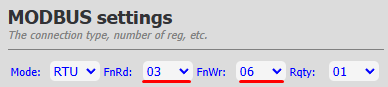 MODBUS settings
The connection type, number of reg, etc.
Mode: RTU FnRd: 03 FnWr: 06 Rqty: 01